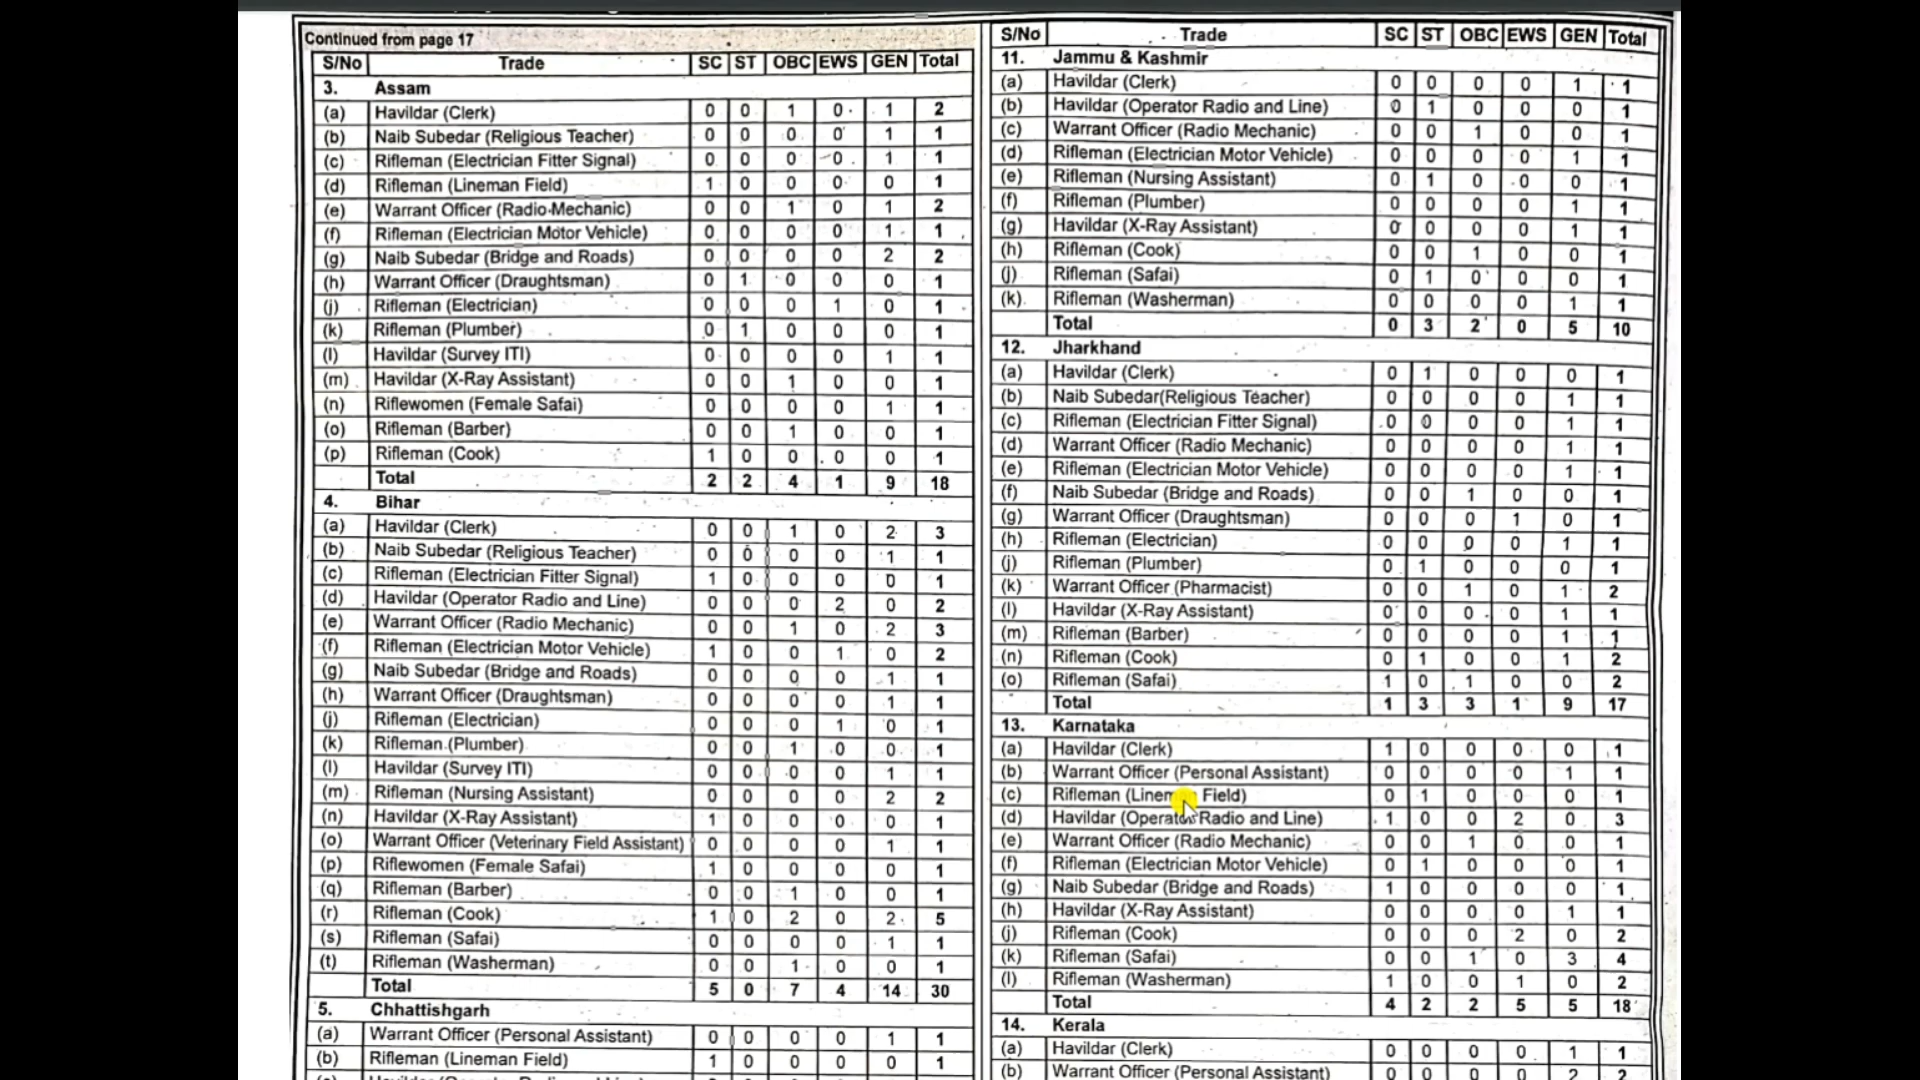 Continued from page 17
S/No Trade SC ST OBC EWS GEN Total
3. Assam
(a) Havildar (Clerk) 0 0 1 0 1 2
(b) Naib Subedar (Religious Teacher) 0 0 0 0 1 1
(c) Rifleman (Electrician Fitter Signal) 0 0 0 0 1 1
(d) Rifleman (Lineman Field) 1 0 0 0 0 1
(e) Warrant Officer (Radio Mechanic) 0 0 1 0 1 2
(f) Rifleman (Electrician Motor Vehicle) 0 0 0 0 1 1
(g) Naib Subedar (Bridge and Roads) 0 0 0 0 2 2
(h) Warrant Officer (Draughtsman) 0 1 0 0 0 1
(j) Rifleman (Electrician) 0 0 0 1 0 1
(k) Rifleman (Plumber) 0 1 0 0 0 1
(l) Havildar (Survey ITI) 0 0 0 0 1 1
(m) Havildar (X-Ray Assistant) 0 0 1 0 0 1
(n) Riflewomen (Female Safai) 0 0 0 0 1 1
(o) Rifleman (Barber) 0 0 1 0 0 1
(p) Rifleman (Cook) 1 0 0 0 0 1
Total 2 2 4 1 9 18
4. Bihar
(a) Havildar (Clerk) 0 0 1 0 2 3
(b) Naib Subedar (Religious Teacher) 0 0 0 0 1 1
(c) Rifleman (Electrician Fitter Signal) 1 0 0 0 0 1
(d) Havildar (Operator Radio and Line) 0 0 0 2 0 2
(e) Warrant Officer (Radio Mechanic) 0 0 1 0 2 3
(f) Rifleman (Electrician Motor Vehicle) 1 0 0 1 0 2
(g) Naib Subedar (Bridge and Roads) 0 0 0 0 1 1
(h) Warrant Officer (Draughtsman) 0 0 0 0 1 1
(j) Rifleman (Electrician) 0 0 0 1 0 1
(k) Rifleman (Plumber) 0 0 1 0 0 1
(l) Havildar (Survey ITI) 0 0 0 0 1 1
(m) Rifleman (Nursing Assistant) 0 0 0 0 2 2
(n) Havildar (X-Ray Assistant) 1 0 0 0 0 1
(o) Warrant Officer (Veterinary Field Assistant) 0 0 0 0 1 1
(p) Riflewomen (Female Safai) 1 0 0 0 0 1
(q) Rifleman (Barber) 0 0 1 0 0 1
(r) Rifleman (Cook) 1 0 2 0 2 5
(s) Rifleman (Safai) 0 0 0 0 1 1
(t) Rifleman (Washerman) 0 0 1 0 0 1
Total 5 0 7 4 14 30
5. Chhattishgarh
(a) Warrant Officer (Personal Assistant) 0 0 0 0 1 1
(b) Rifleman (Lineman Field) 1 0 0 0 0 1
S/No Trade SC ST OBC EWS GEN Total
11. Jammu & Kashmir
(a) Havildar (Clerk) 0 0 0 0 1 1
(b) Havildar (Operator Radio and Line) 0 1 0 0 0 1
(c) Warrant Officer (Radio Mechanic) 0 0 1 0 0 1
(d) Rifleman (Electrician Motor Vehicle) 0 0 0 0 1 1
(e) Rifleman (Nursing Assistant) 0 1 0 0 0 1
(f) Rifleman (Plumber) 0 0 0 0 1 1
(g) Havildar (X-Ray Assistant) 0 0 0 0 1 1
(h) Rifleman (Cook) 0 0 1 0 0 1
(j) Rifleman (Safai) 0 1 0 0 0 1
(k) Rifleman (Washerman) 0 0 0 0 1 1
Total 0 3 2 0 5 10
12. Jharkhand
(a) Havildar (Clerk) 0 1 0 0 0 1
(b) Naib Subedar(Religious Teacher) 0 0 0 0 1 1
(c) Rifleman (Electrician Fitter Signal) 0 0 0 0 1 1
(d) Warrant Officer (Radio Mechanic) 0 0 0 0 1 1
(e) Rifleman (Electrician Motor Vehicle) 0 0 0 0 1 1
(f) Naib Subedar (Bridge and Roads) 0 0 1 0 0 1
(g) Warrant Officer (Draughtsman) 0 0 0 1 0 1
(h) Rifleman (Electrician) 0 0 0 0 1 1
(j) Rifleman (Plumber) 0 1 0 0 0 1
(k) Warrant Officer (Pharmacist) 0 0 1 0 1 2
(l) Havildar (X-Ray Assistant) 0 0 0 0 1 1
(m) Rifleman (Barber) 0 0 0 0 1 1
(n) Rifleman (Cook) 0 1 0 0 1 2
(o) Rifleman (Safai) 1 0 1 0 0 2
Total 1 3 3 1 9 17
13. Karnataka
(a) Havildar (Clerk) 1 0 0 0 0 1
(b) Warrant Officer (Personal Assistant) 0 0 0 0 1 1
(c) Rifleman (Lineman Field) 0 1 0 0 0 1
(d) Havildar (Operator Radio and Line) 1 0 0 2 0 3
(e) Warrant Officer (Radio Mechanic) 0 0 1 0 0 1
(f) Rifleman (Electrician Motor Vehicle) 0 1 0 0 0 1
(g) Naib Subedar (Bridge and Roads) 1 0 0 0 0 1
(h) Havildar (X-Ray Assistant) 0 0 0 0 1 1
(j) Rifleman (Cook) 0 0 0 2 0 2
(k) Rifleman (Safai) 0 0 1 0 3 4
(l) Rifleman (Washerman) 1 0 0 1 0 2
Total 4 2 2 5 5 18
14. Kerala
(a) Havildar (Clerk) 0 0 0 0 1 1
(b) Warrant Officer (Personal Assistant) 0 0 0 0 2 2